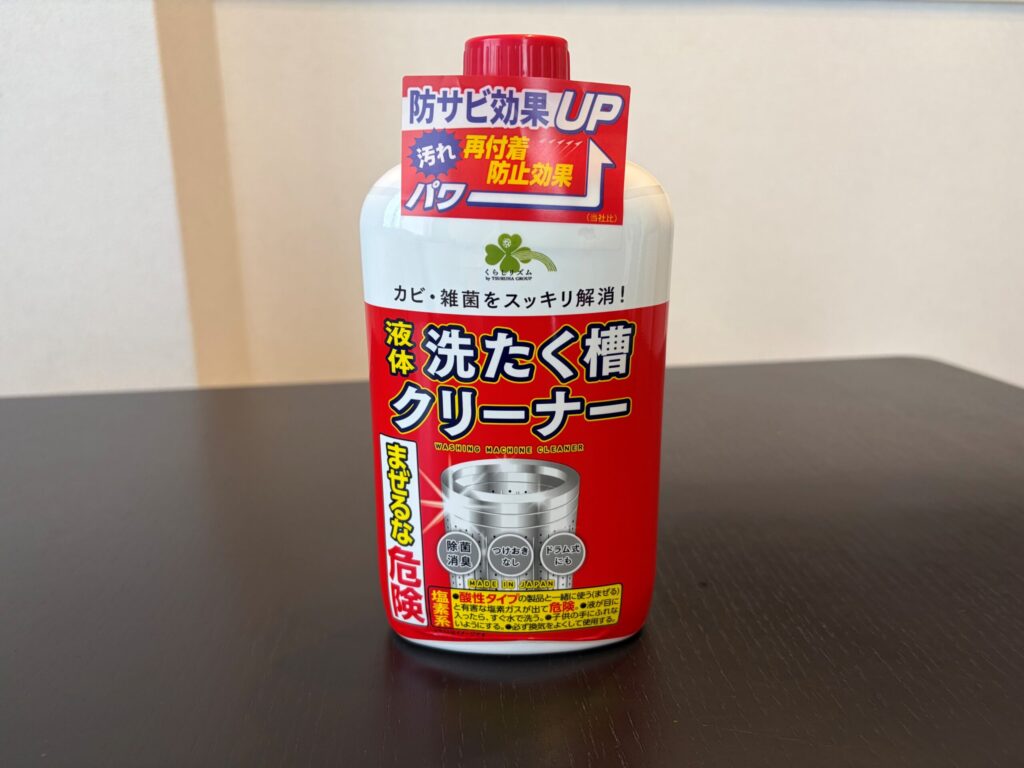 防サビ効果UP
汚れ 再付着
防止効果
パワ
(当社比)
くらしリズム
by TSURUHA GROUP
カビ・雑菌をスッキリ解消!
液体 洗たく槽
クリーナー
WASHING MACHINE CLEANER
まぜるな
危険
除菌
消臭
つけおき
なし
ドラム式
にも
MADE IN JAPAN
塩素系
●酸性タイプの製品と一緒に使う(まぜる)
と有害な塩素ガスが出て危険。●液が目に
入ったら、すぐ水で洗う。●子供の手にふれな
いようにする。●必ず換気をよくして使用する。